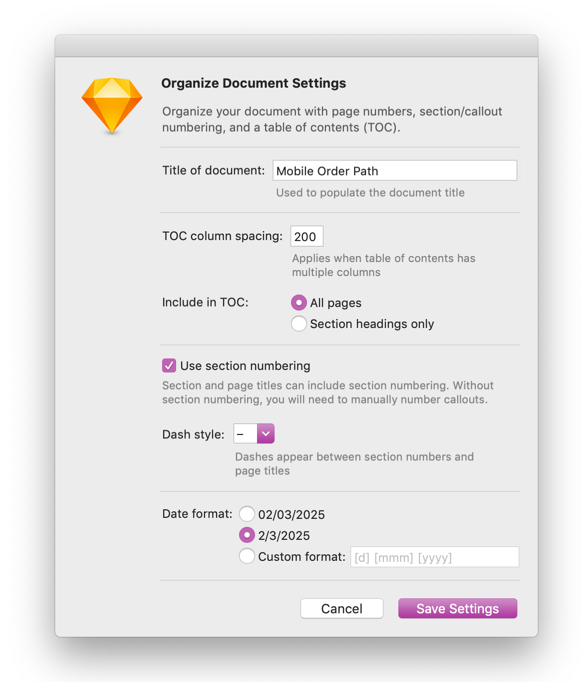 Organize Document Settings
Organize your document with page numbers, section/callout
numbering, and a table of contents (TOC).
Title of document: Mobile Order Path
Used to populate the document title
TOC column spacing: 200
Applies when table of contents has
multiple columns
Include in TOC: All pages
Section headings only
Use section numbering
Section and page titles can include section numbering. Without
section numbering, you will need to manually number callouts.
Dash style: –
Dashes appear between section numbers and
page titles
Date format: 02/03/2025
2/3/2025
Custom format: [d] [mmm] [yyyy]
Cancel Save Settings